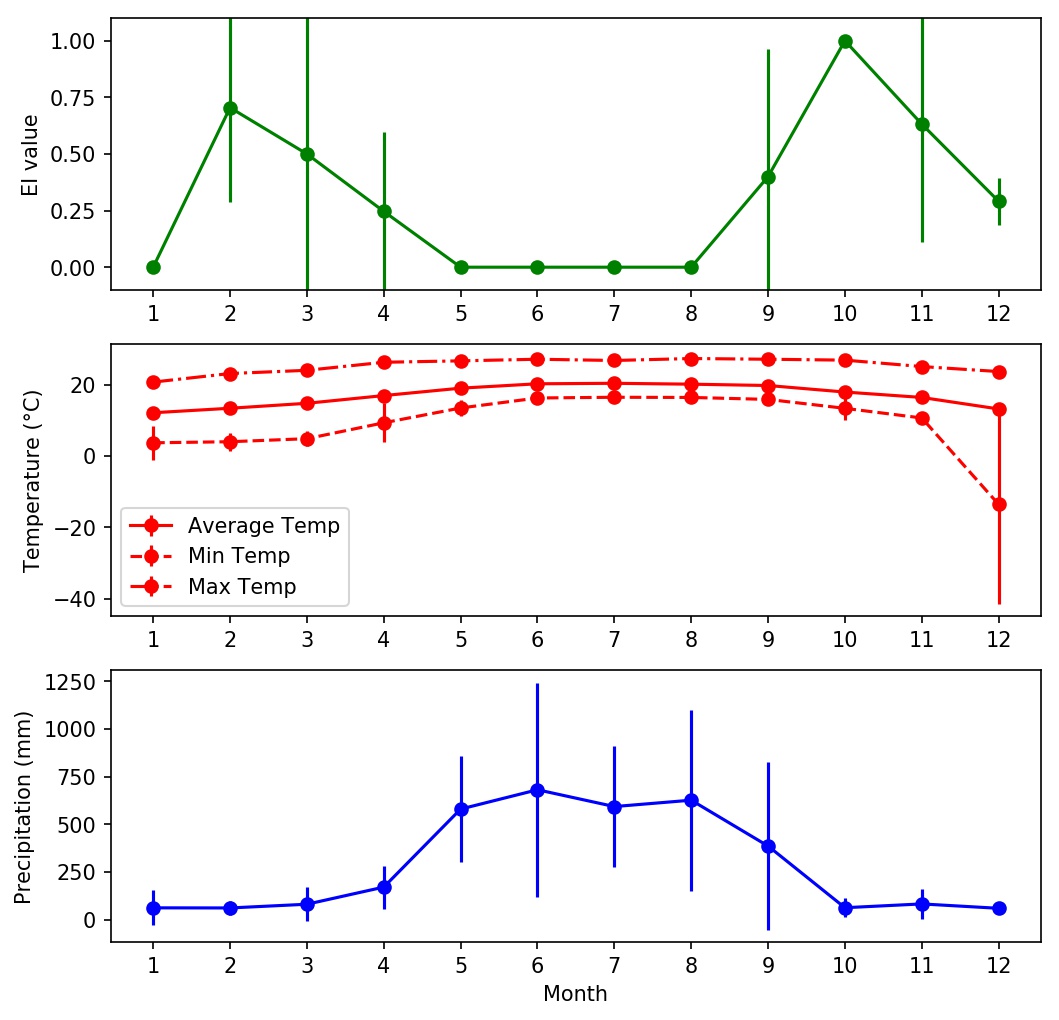 EI value
1.00
0.75
0.50
0.25
0.00
1 2 3 4 5 6 7 8 9 10 11 12
Temperature (°C)
20
0
−20
−40
Average Temp
Min Temp
Max Temp
1 2 3 4 5 6 7 8 9 10 11 12
Precipitation (mm)
1250
1000
750
500
250
0
1 2 3 4 5 6 7 8 9 10 11 12
Month